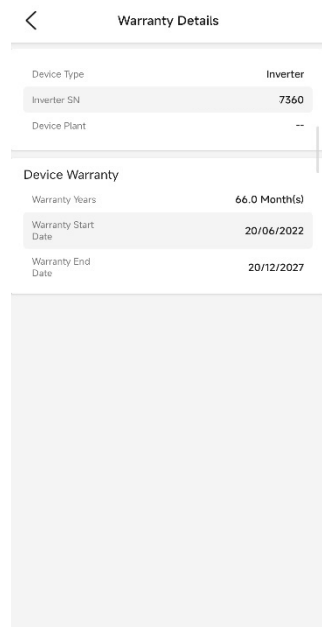 Warranty Details
Device Type Inverter
Inverter SN 7360
Device Plant --
Device Warranty
Warranty Years 66.0 Month(s)
Warranty Start Date 20/06/2022
Warranty End Date 20/12/2027